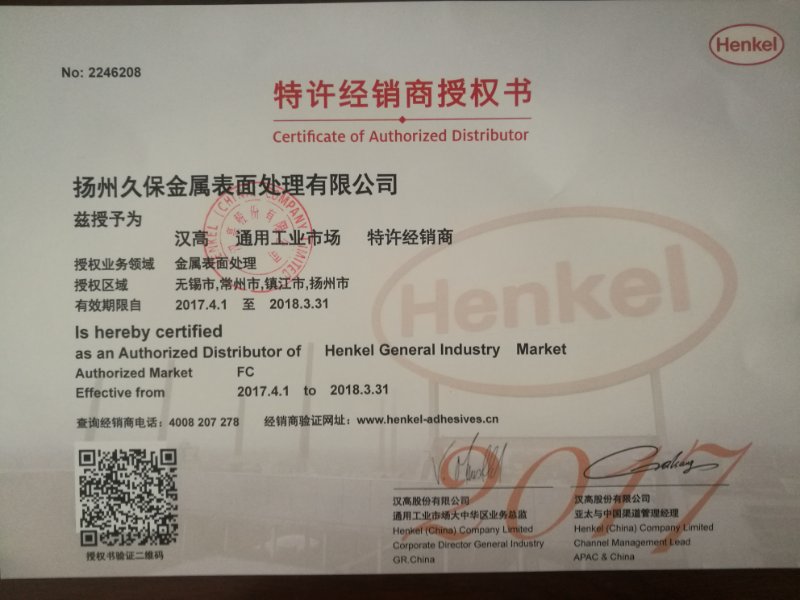 Henkel
No: 2246208
特许经销商授权书
Certificate of Authorized Distributor
扬州久保金属表面处理有限公司
兹授予为
汉高 通用工业市场 特许经销商
授权业务领域 金属表面处理
授权区域 无锡市,常州市,镇江市,扬州市
有效期限自 2017.4.1 至 2018.3.31
Henkel
Is hereby certified
as an Authorized Distributor of Henkel General Industry Market
Authorized Market FC
Effective from 2017.4.1 to 2018.3.31
查询经销商电话：4008 207 278 经销商验证网址：www.henkel-adhesives.cn
2017
授权书验证二维码
汉高股份有限公司
通用工业市场大中华区业务总监
Henkel (China) Company Limited
Corporate Director General Industry
GR.China
汉高股份有限公司
亚太与中国渠道管理经理
Henkel (China) Company Limited
Channel Management Lead
APAC & China